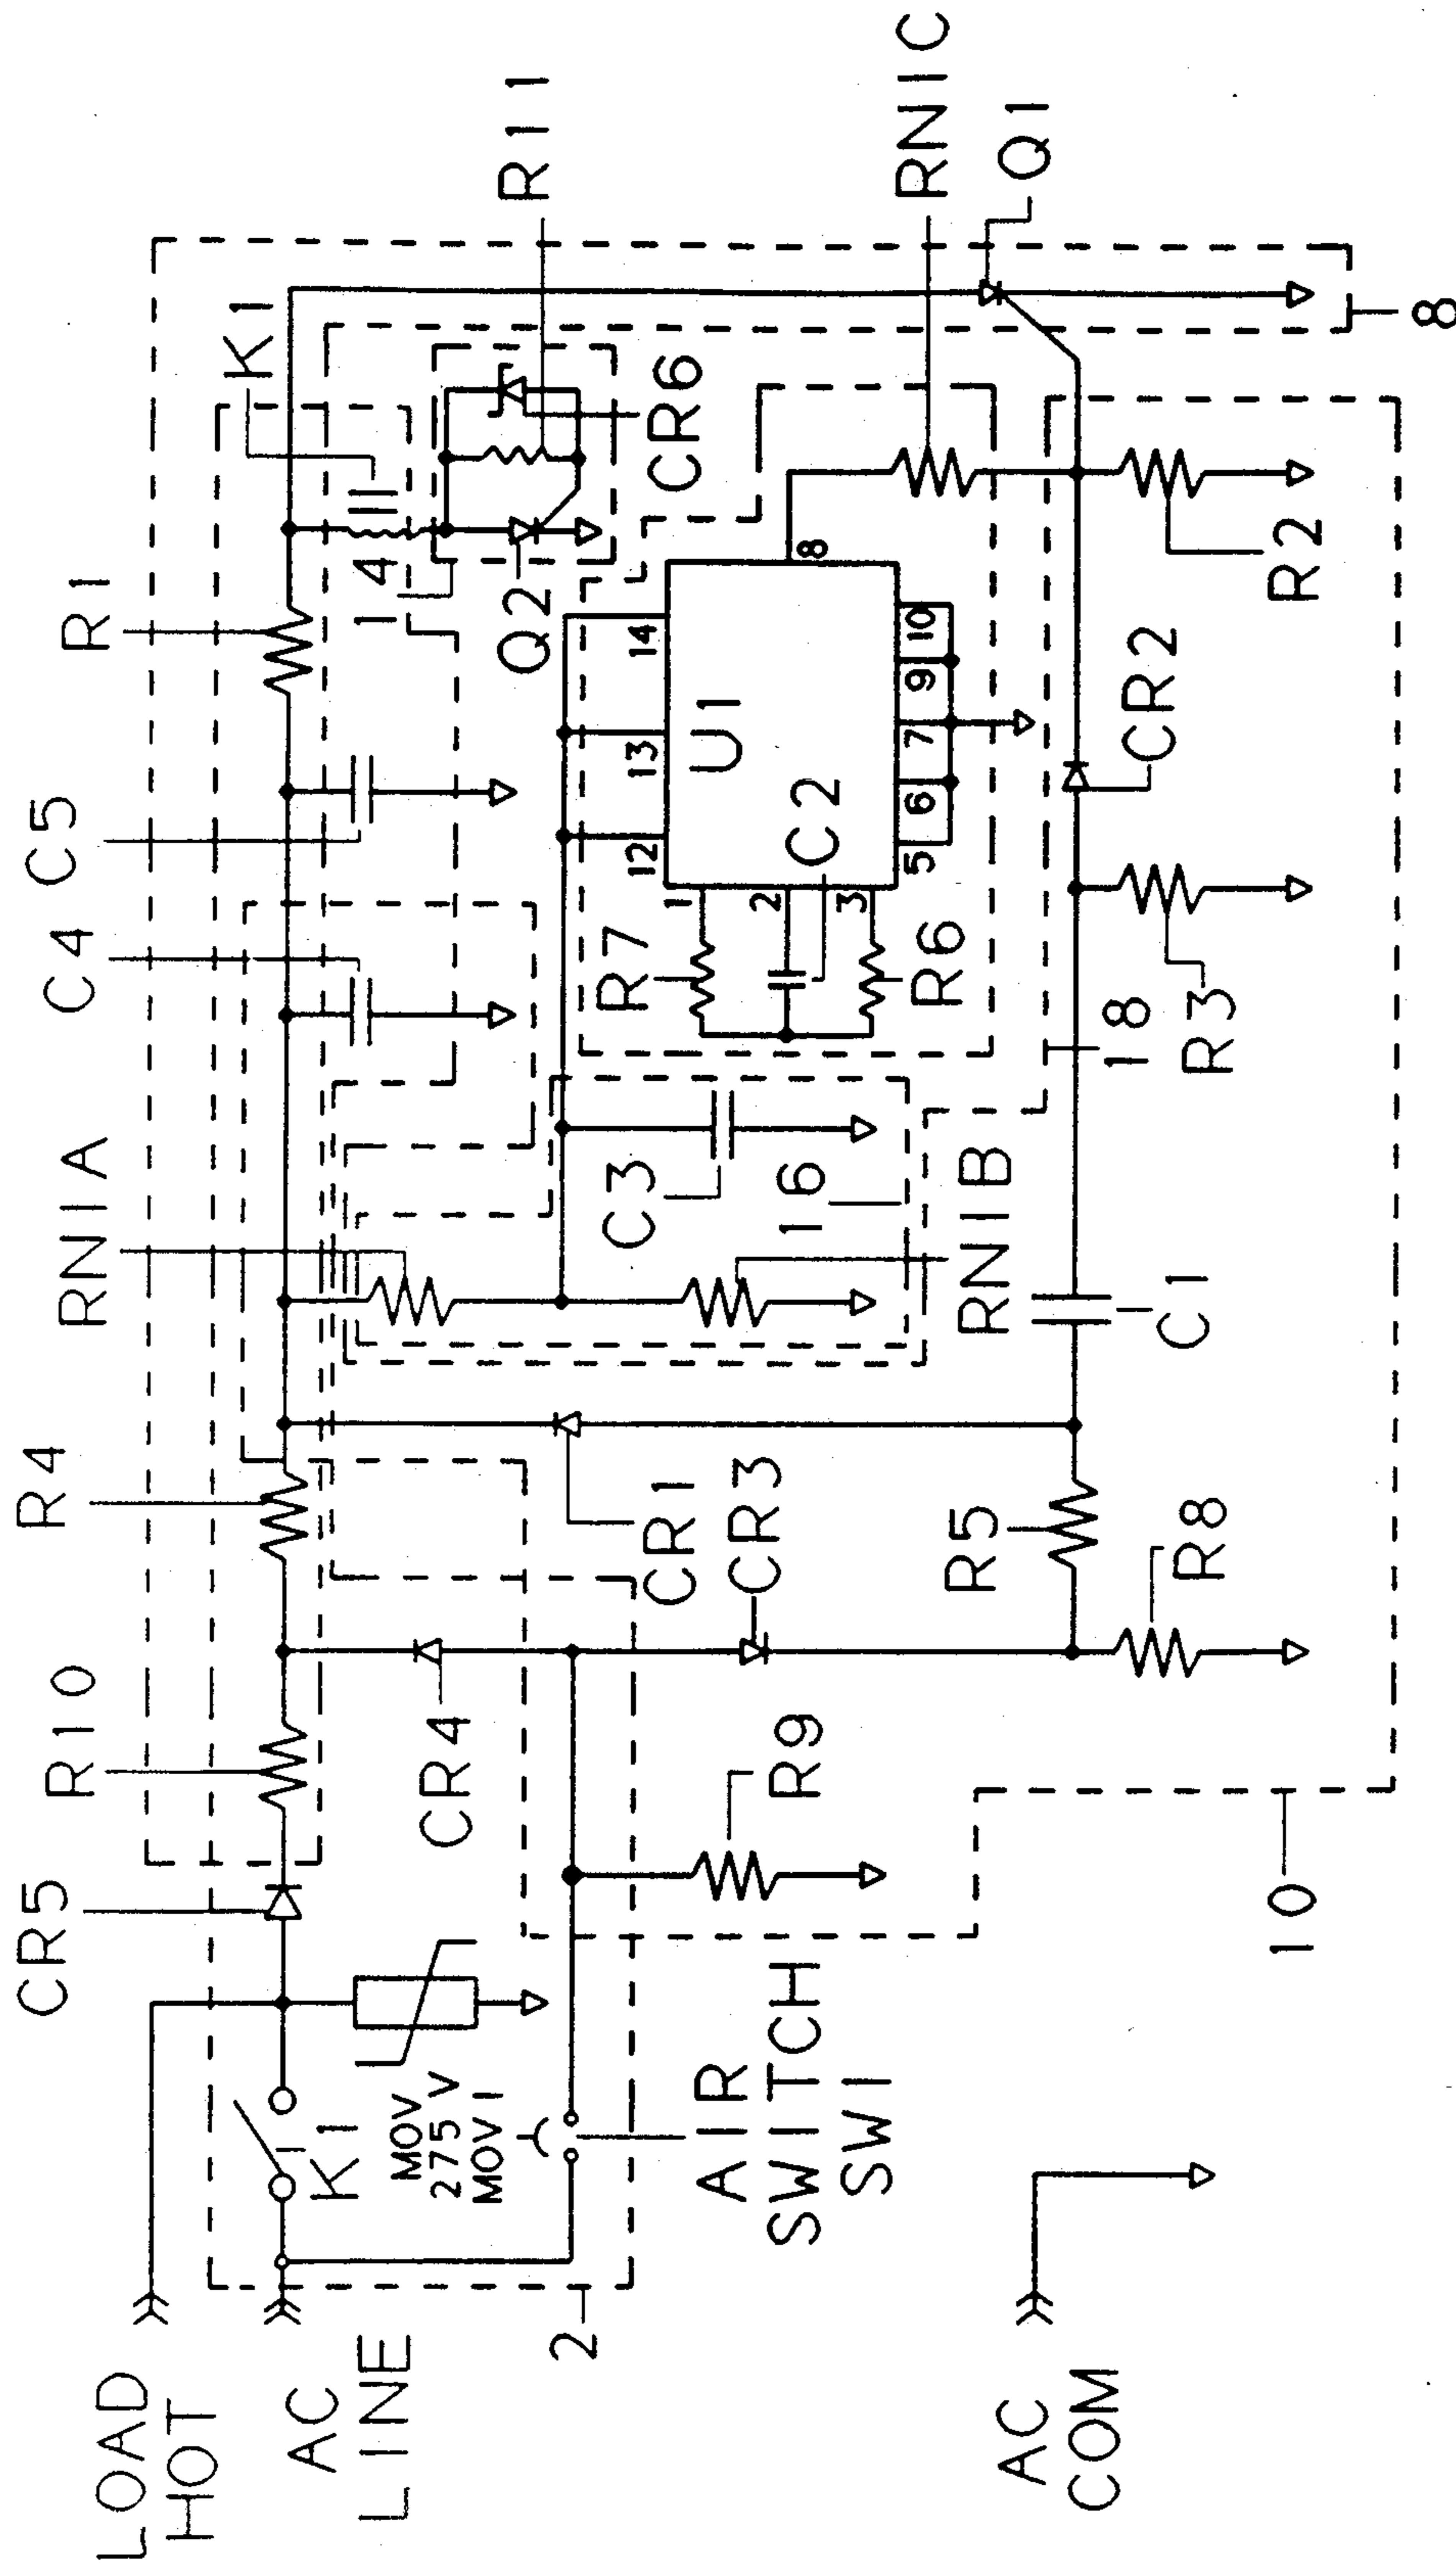 LOAD
HOT
AC
LINE
AC
COM
2
K1
MOV
275 V
MOV1
AIR
SWITCH
SW1
CR5
R10
R4
RN1A
C4
C5
R1
K1
14
Q2
CR6
R11
RN1C
Q1
8
CR4
R9
CR1
CR3
R5
R8
10
C3
16
RN1B
C1
18
R3
CR2
R2
R7
C2
R6
U1
1
2
3
12
13
14
8
5
6
7
9
10